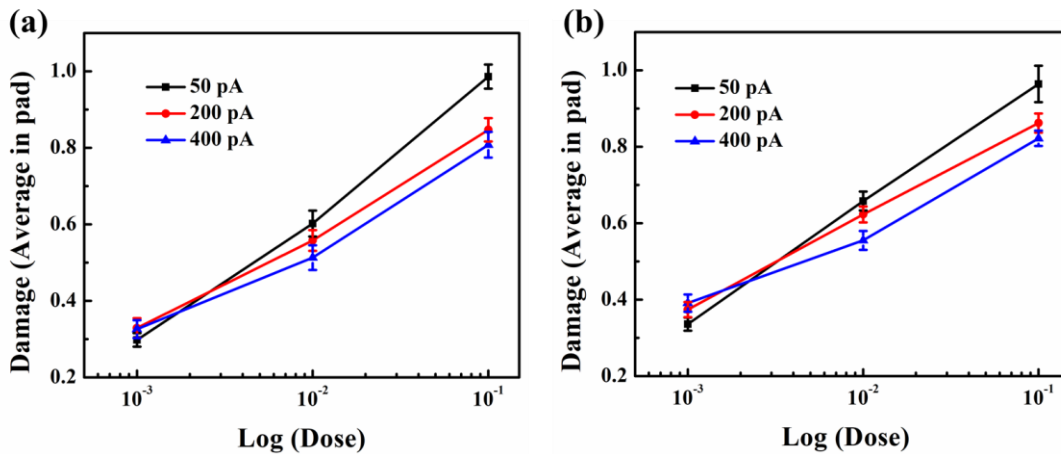 (a)
Damage (Average in pad)
1.0
0.8
0.6
0.4
0.2
50 pA
200 pA
400 pA
10⁻³
10⁻²
10⁻¹
Log (Dose)
(b)
Damage (Average in pad)
1.0
0.8
0.6
0.4
0.2
50 pA
200 pA
400 pA
10⁻³
10⁻²
10⁻¹
Log (Dose)